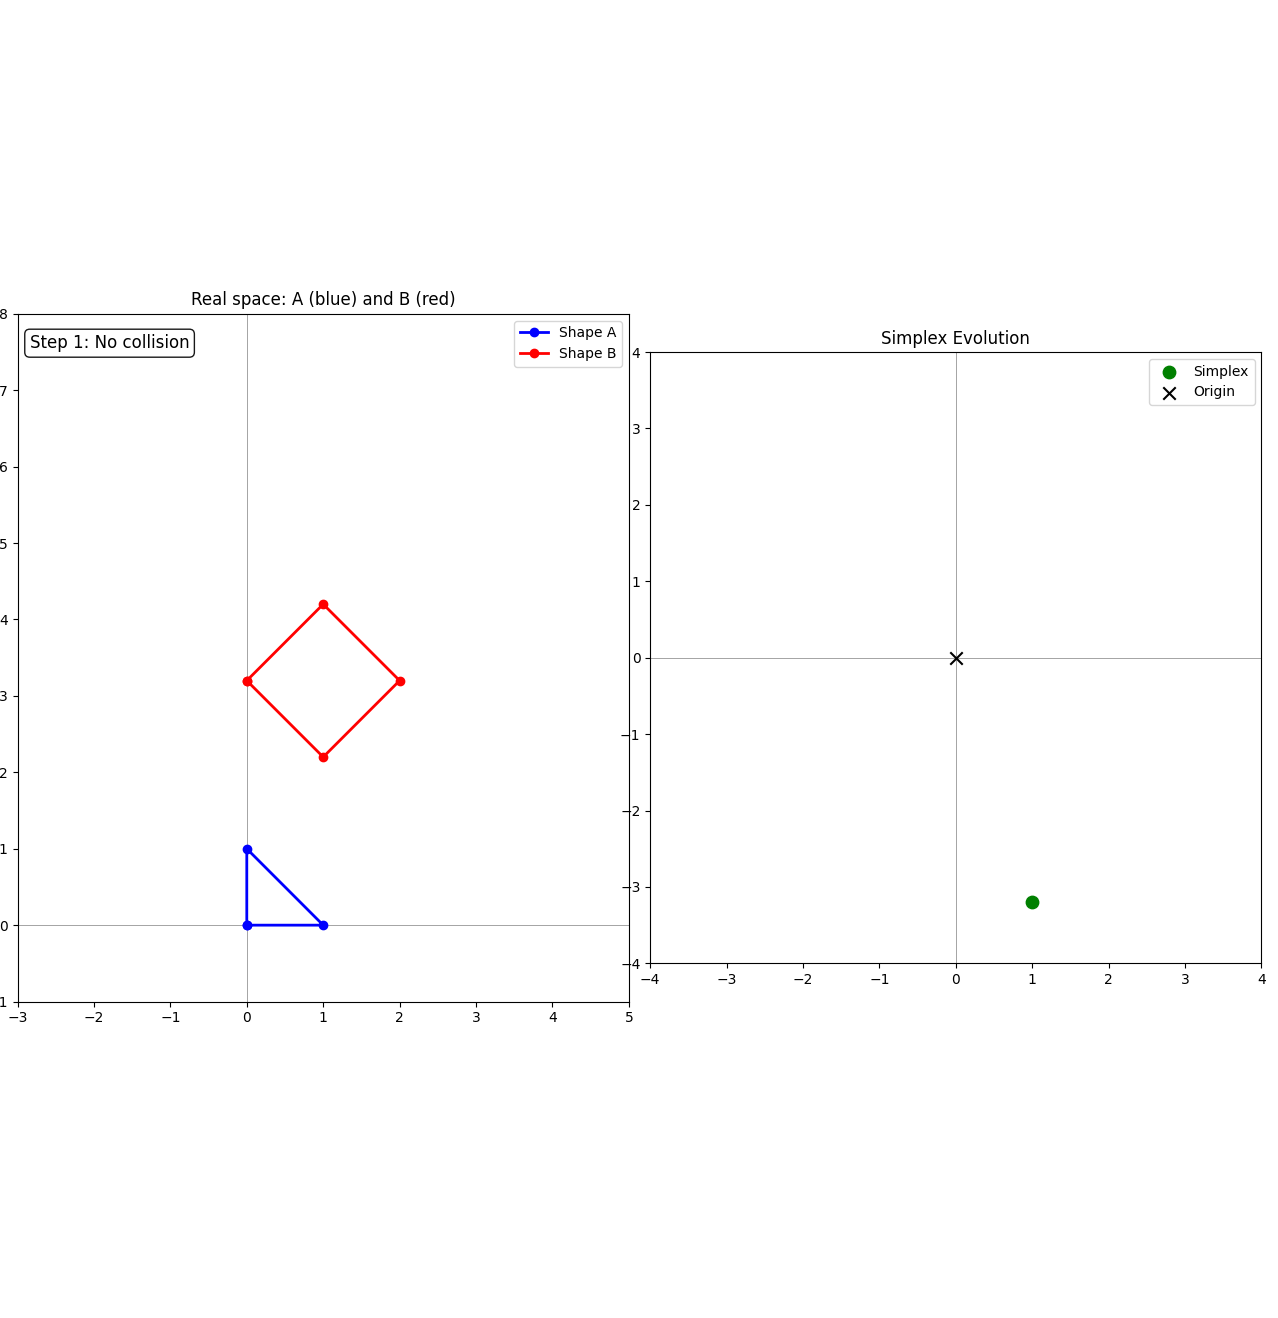 Real space: A (blue) and B (red)
Step 1: No collision
Shape A
Shape B
8
7
6
5
4
3
2
1
0
1
−3 −2 −1 0 1 2 3 4 5
Simplex Evolution
Simplex
Origin
4
3
2
1
0
−1
−2
−3
−4
−4 −3 −2 −1 0 1 2 3 4